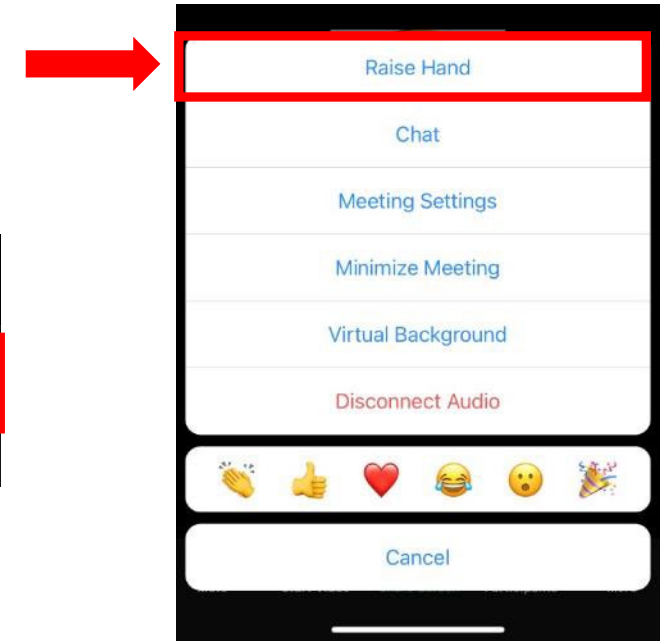 Raise Hand
Chat
Meeting Settings
Minimize Meeting
Virtual Background
Disconnect Audio
Cancel